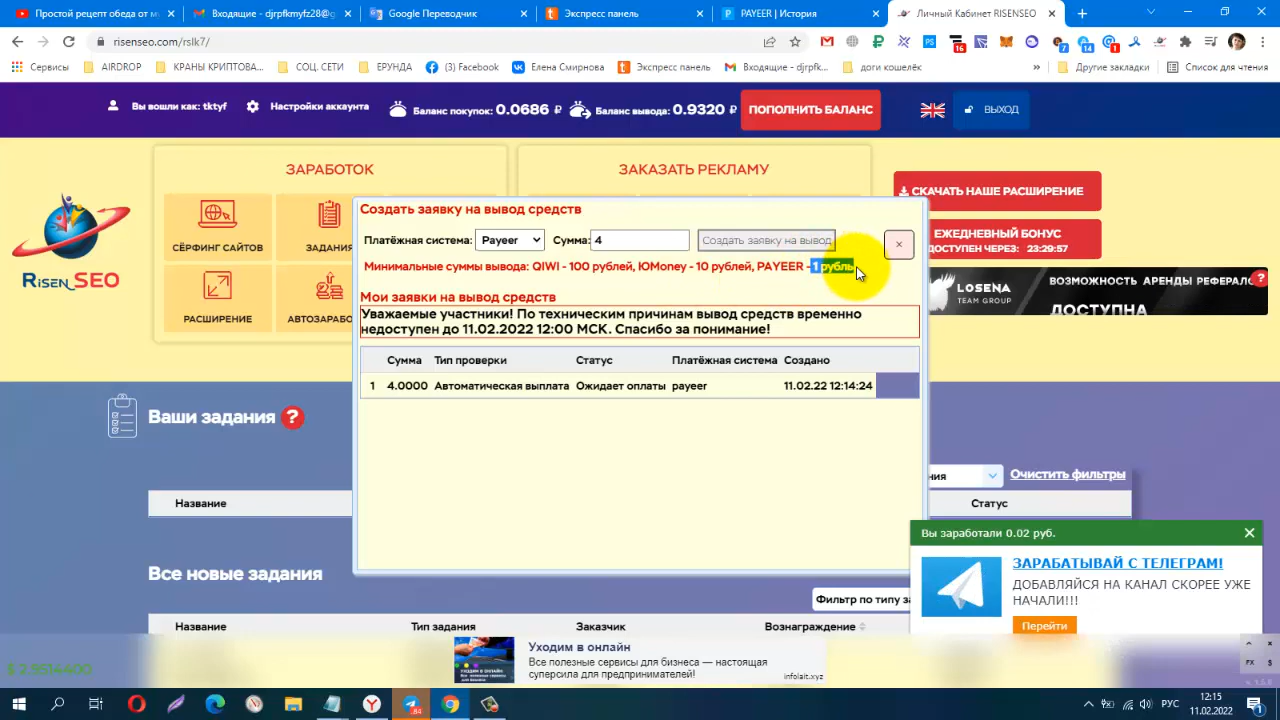 Простой рецепт обеда от м
Входящие - djrpfkmyfz28@g
Google Переводчик
Экспресс панель
PAYEER | История
Личный Кабинет RISENSEO
risenseo.com/rslk7/
Сервисы
AIRDROP
КРАНЫ КРИПТОВА...
СОЦ. СЕТИ
ЕРУНДА
(3) Facebook
Елена Смирнова
Экспресс панель
Входящие - djrpfk...
доги кошелёк
»
Другие закладки
Список для чтения
Вы вошли как: tktyf
Настройки аккаунта
Баланс покупок: 0.0686 ₽
Баланс вывода: 0.9320 ₽
ПОПОЛНИТЬ БАЛАНС
ВЫХОД
RISEN_SEO
ЗАРАБОТОК
ЗАКАЗАТЬ РЕКЛАМУ
СЁРФИНГ САЙТОВ
ЗАДАНИЯ
РАСШИРЕНИЕ
АВТОЗАРАБО
СКАЧАТЬ НАШЕ РАСШИРЕНИЕ
ЕЖЕДНЕВНЫЙ БОНУС
ДОСТУПЕН ЧЕРЕЗ: 23:29:57
LOSENA
TEAM GROUP
ВОЗМОЖНОСТЬ АРЕНДЫ РЕФЕРАЛО
ДОСТУПНА
Создать заявку на вывод средств
Платёжная система: Payeer Сумма: 4 Создать заявку на вывод
Минимальные суммы вывода: QIWI - 100 рублей, ЮMoney - 10 рублей, PAYEER - 1 рубль
Мои заявки на вывод средств
Уважаемые участники! По техническим причинам вывод средств временно
недоступен до 11.02.2022 12:00 МСК. Спасибо за понимание!
Сумма Тип проверки Статус Платёжная система Создано
1 4.0000 Автоматическая выплата Ожидает оплаты payeer 11.02.22 12:14:24
Ваши задания ?
ния
Очистить фильтры
Название
Статус
Все новые задания
Фильтр по типу за
Название Тип задания Заказчик Вознаграждение
Вы заработали 0.02 руб.
ЗАРАБАТЫВАЙ С ТЕЛЕГРАМ!
ДОБАВЛЯЙСЯ НА КАНАЛ СКОРЕЕ УЖЕ
НАЧАЛИ!!!
Перейти
Уходим в онлайн
Все полезные сервисы для бизнеса — настоящая
суперсила для предпринимателей!
infolait.xyz
$ 2.5514400
РУС
12:15
11.02.2022